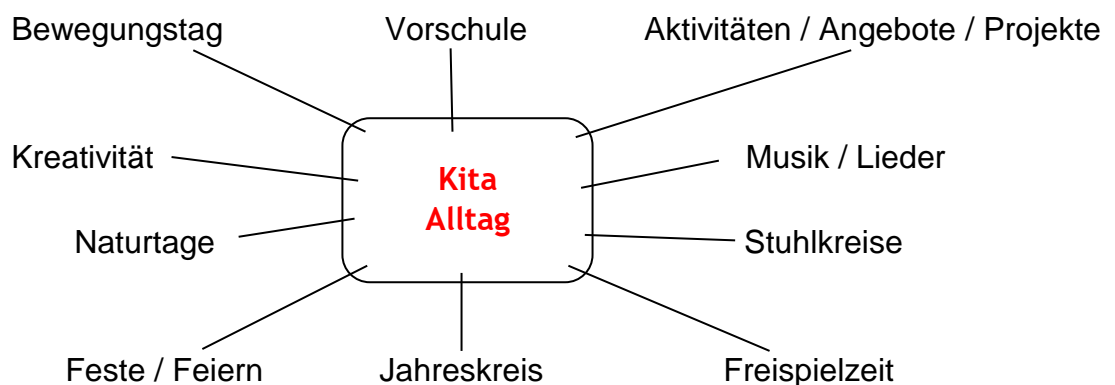 Bewegungstag
Vorschule
Aktivitäten / Angebote / Projekte
Kreativität
Kita
Alltag
Musik / Lieder
Naturtage
Stuhlkreise
Feste / Feiern
Jahreskreis
Freispielzeit